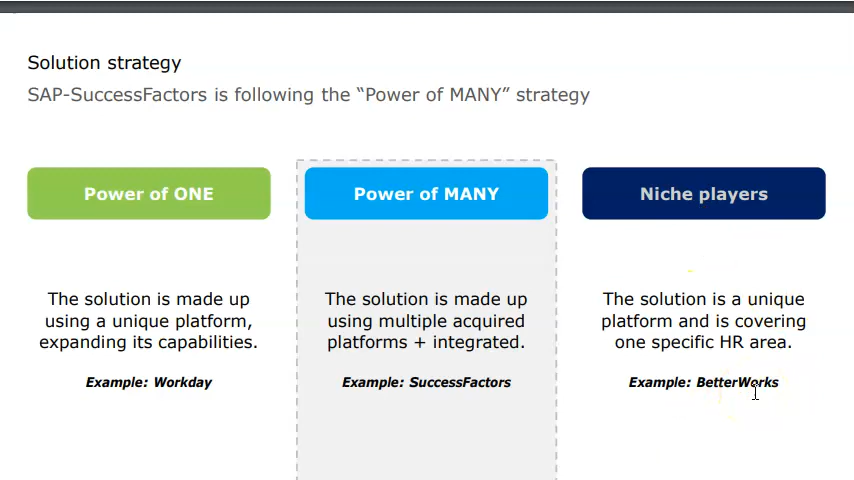 Solution strategy
SAP-SuccessFactors is following the “Power of MANY” strategy
Power of ONE
The solution is made up
using a unique platform,
expanding its capabilities.
Example: Workday
Power of MANY
The solution is made up
using multiple acquired
platforms + integrated.
Example: SuccessFactors
Niche players
The solution is a unique
platform and is covering
one specific HR area.
Example: BetterWorks